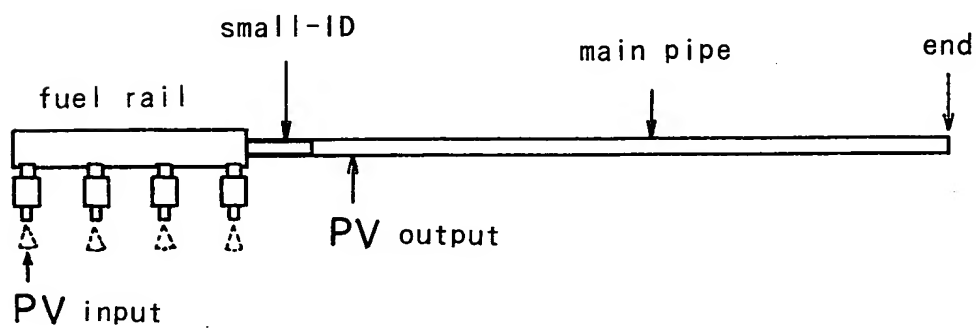 small-ID
end
main pipe
fuel rail
PV output
PV input